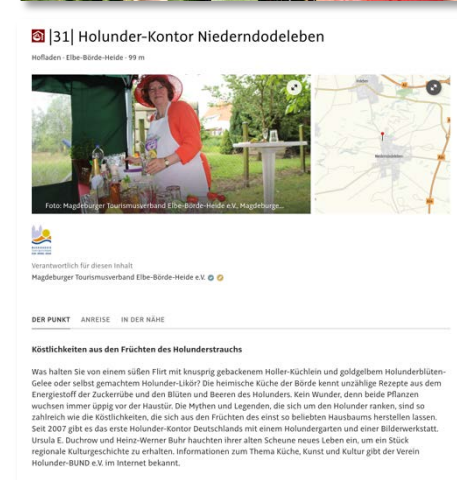 |31| Holunder-Kontor Niederndodeleben
Hofladen · Elbe-Börde-Heide · 99 m
Foto: Magdeburger Tourismusverband Elbe-Börde-Heide e.V., Magdeburge...
Niederndodeleben
Verantwortlich für diesen Inhalt
Magdeburger Tourismusverband Elbe-Börde-Heide e.V.
DER PUNKT ANREISE IN DER NÄHE
Köstlichkeiten aus den Früchten des Holunderstrauchs
Was halten Sie von einem süßen Flirt mit knusprig gebackenem Holler-Küchlein und goldgelbem Holunderblüten-
Gelee oder selbst gemachtem Holunder-Likör? Die heimische Küche der Börde kennt unzählige Rezepte aus dem
Energiestoff der Zuckerrübe und den Blüten und Beeren des Holunders. Kein Wunder, denn beide Pflanzen
wuchsen immer üppig vor der Haustür. Die Mythen und Legenden, die sich um den Holunder ranken, sind so
zahlreich wie die Köstlichkeiten, die sich aus den Früchten des einst so beliebten Hausbaums herstellen lassen.
Seit 2007 gibt es das erste Holunder-Kontor Deutschlands mit einem Holundergarten und einer Bilderwerkstatt.
Ursula E. Duchrow und Heinz-Werner Buhr hauchten ihrer alten Scheune neues Leben ein, um ein Stück
regionale Kulturgeschichte zu erhalten. Informationen zum Thema Küche, Kunst und Kultur gibt der Verein
Holunder-BUND e.V. im Internet bekannt.